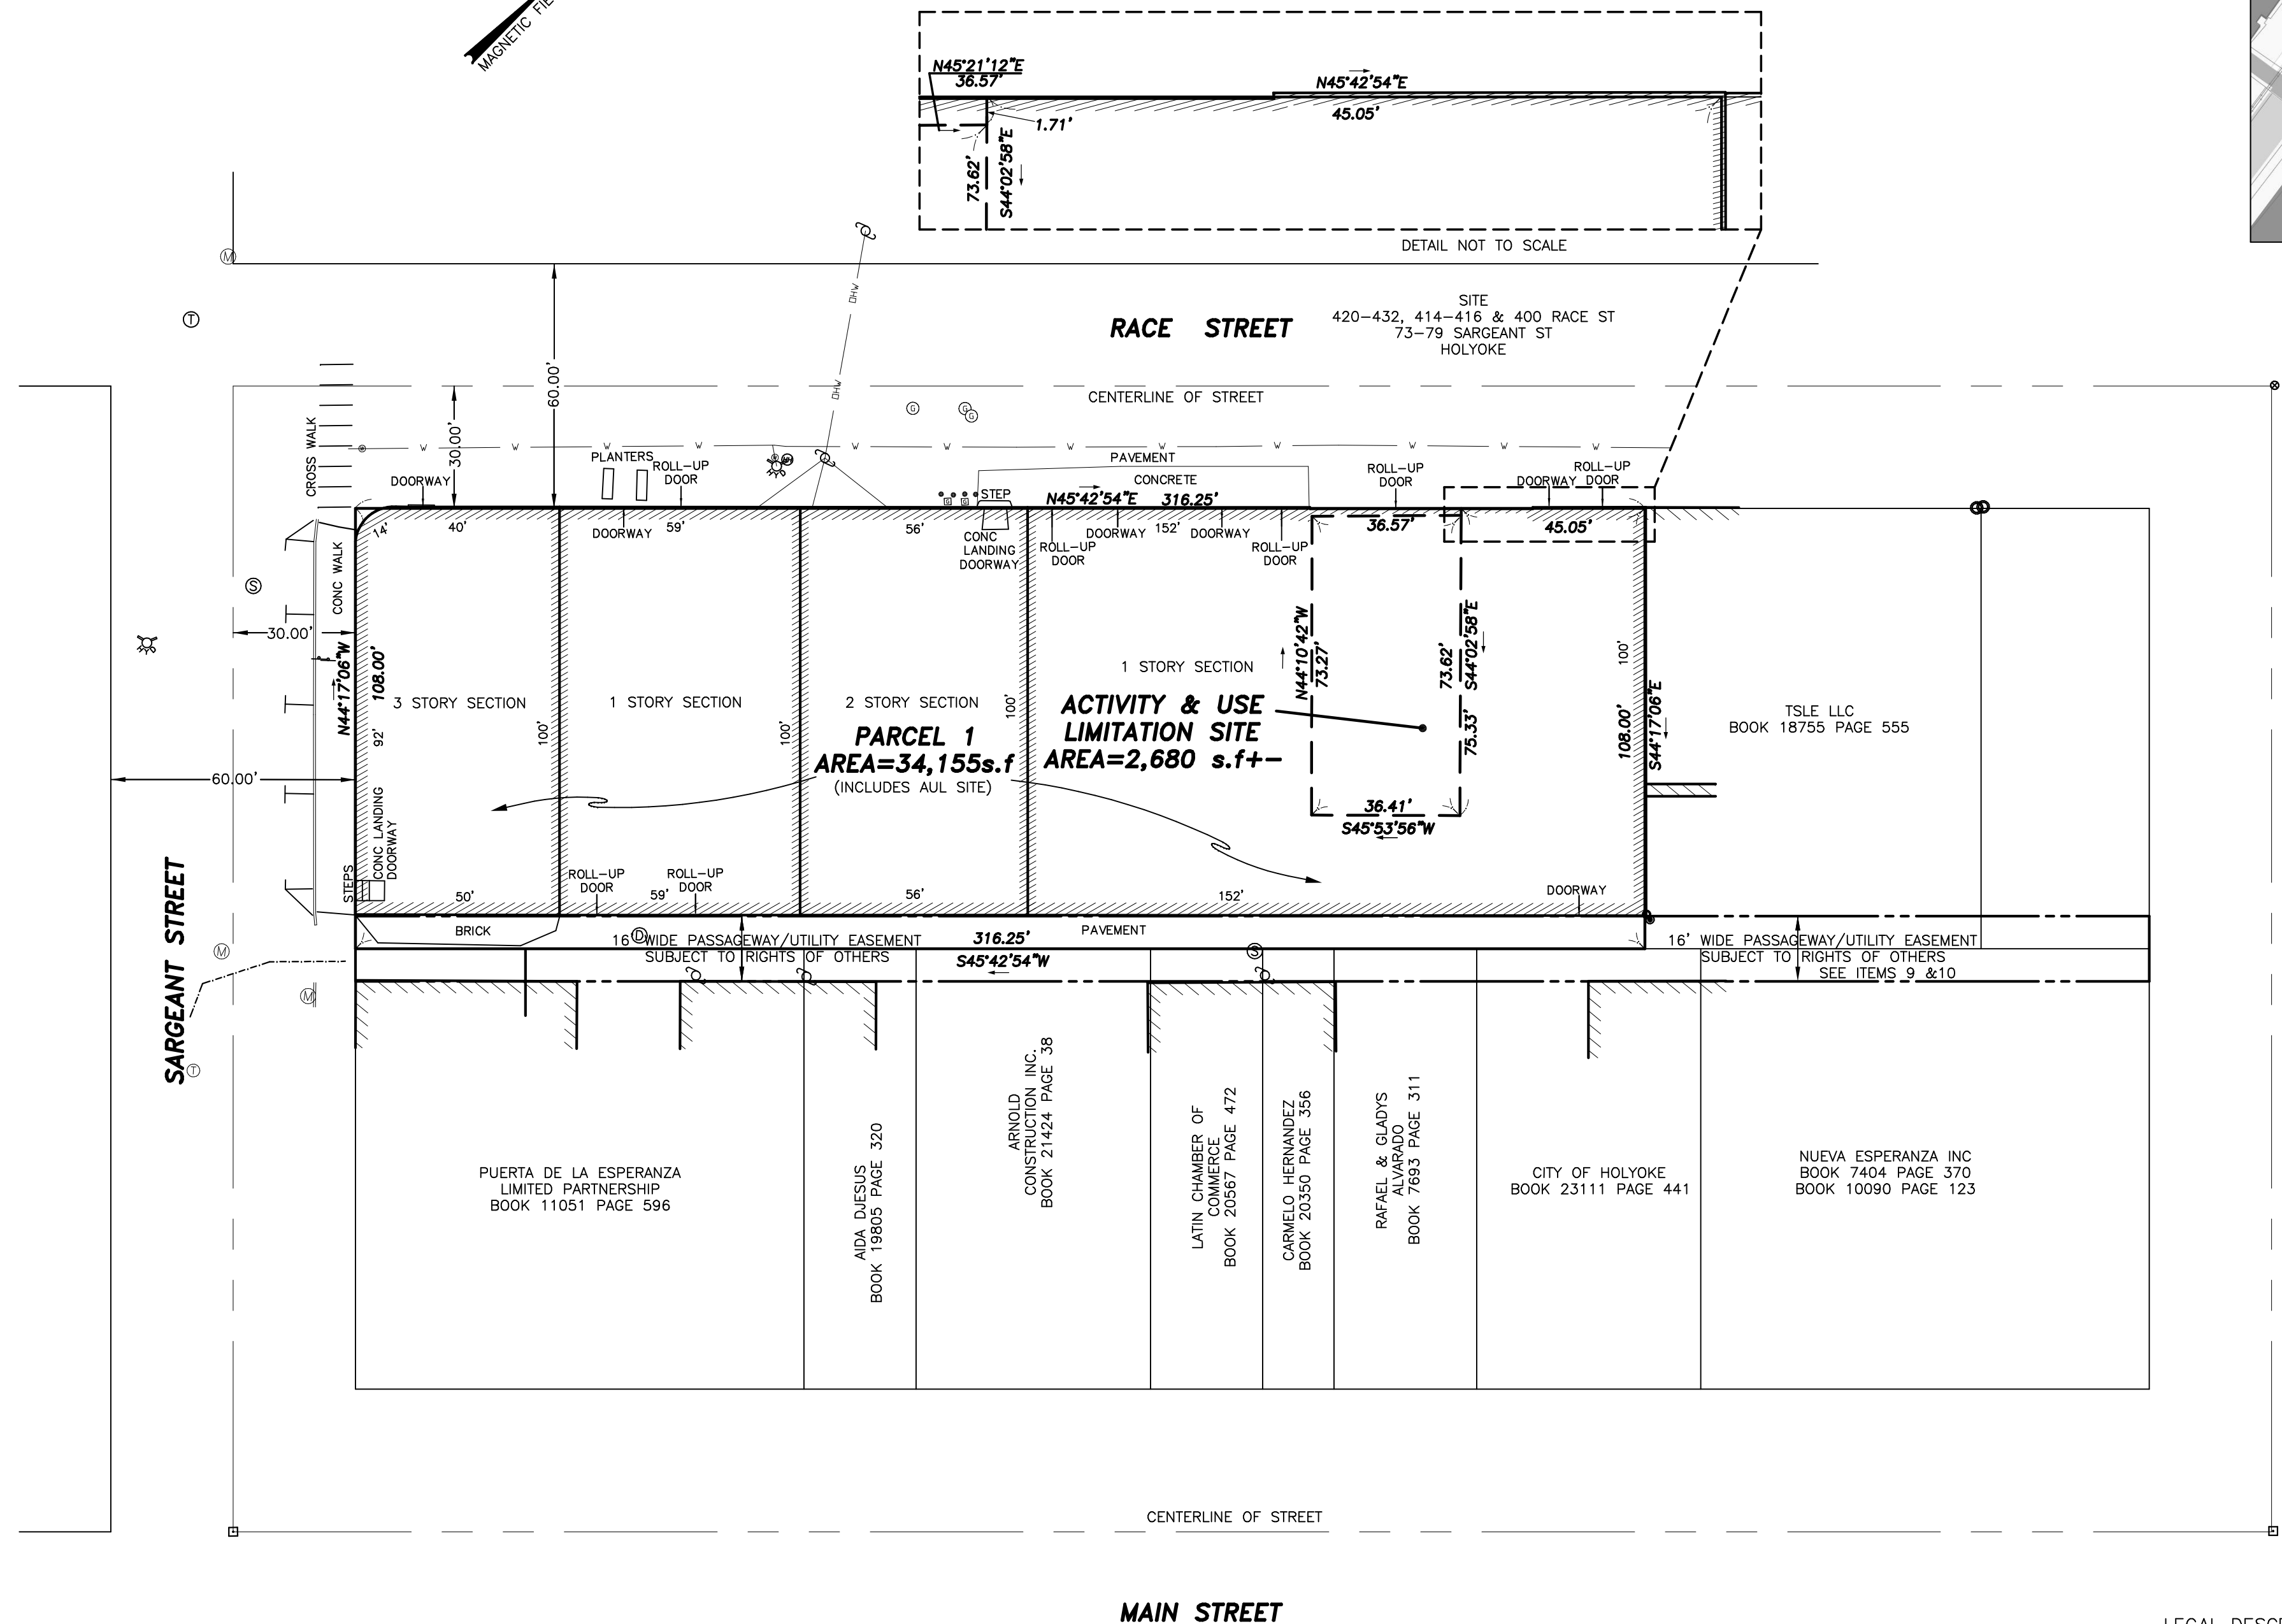 MAGNETIC
N45°21'12"E
36.57'
N45°42'54"E
45.05'
1.71'
73.62'
S44°02'58"E
DETAIL NOT TO SCALE
M
T
OHW
OHW
RACE STREET
SITE
420-432, 414-416 & 400 RACE ST
73-79 SARGEANT ST
HOLYOKE
60.00'
30.00'
CENTERLINE OF STREET
G
G
G
CROSS WALK
W W W W W W W W W W W W W
DOORWAY
PLANTERS
ROLL-UP
DOOR
PAVEMENT
CONCRETE
STEP
G G
N45°42'54"E 316.25'
ROLL-UP
DOOR
DOORWAY
ROLL-UP
DOOR
14'
40'
DOORWAY
59'
56'
CONC
LANDING
DOORWAY
ROLL-UP
DOOR
DOORWAY
152'
DOORWAY
ROLL-UP
DOOR
36.57'
45.05'
CONC WALK
S
30.00'
N44°17'06"W
108.00'
92'
3 STORY SECTION
100'
1 STORY SECTION
100'
2 STORY SECTION
100'
1 STORY SECTION
N44°10'42"W
73.27'
73.62'
S44°02'58"E
75.33'
100'
108.00'
S44°17'06"E
TSLE LLC
BOOK 18755 PAGE 555
PARCEL 1
AREA=34,155s.f
(INCLUDES AUL SITE)
ACTIVITY & USE
LIMITATION SITE
AREA=2,680 s.f+-
60.00'
36.41'
S45°53'56"W
STEPS
CONC LANDING
DOORWAY
50'
ROLL-UP
DOOR
59'
ROLL-UP
DOOR
56'
152'
DOORWAY
SARGEANT STREET
BRICK
D
16' WIDE PASSAGEWAY/UTILITY EASEMENT
SUBJECT TO RIGHTS OF OTHERS
316.25'
S45°42'54"W
PAVEMENT
S
16' WIDE PASSAGEWAY/UTILITY EASEMENT
SUBJECT TO RIGHTS OF OTHERS
SEE ITEMS 9 &10
M
M
T
PUERTA DE LA ESPERANZA
LIMITED PARTNERSHIP
BOOK 11051 PAGE 596
AIDA DJESUS
BOOK 19805 PAGE 320
ARNOLD
CONSTRUCTION INC.
BOOK 21424 PAGE 38
LATIN CHAMBER OF
COMMERCE
BOOK 20567 PAGE 472
CARMELO HERNANDEZ
BOOK 20350 PAGE 356
RAFAEL & GLADYS
ALVARADO
BOOK 7693 PAGE 311
CITY OF HOLYOKE
BOOK 23111 PAGE 441
NUEVA ESPERANZA INC
BOOK 7404 PAGE 370
BOOK 10090 PAGE 123
CENTERLINE OF STREET
MAIN STREET
LEGAL